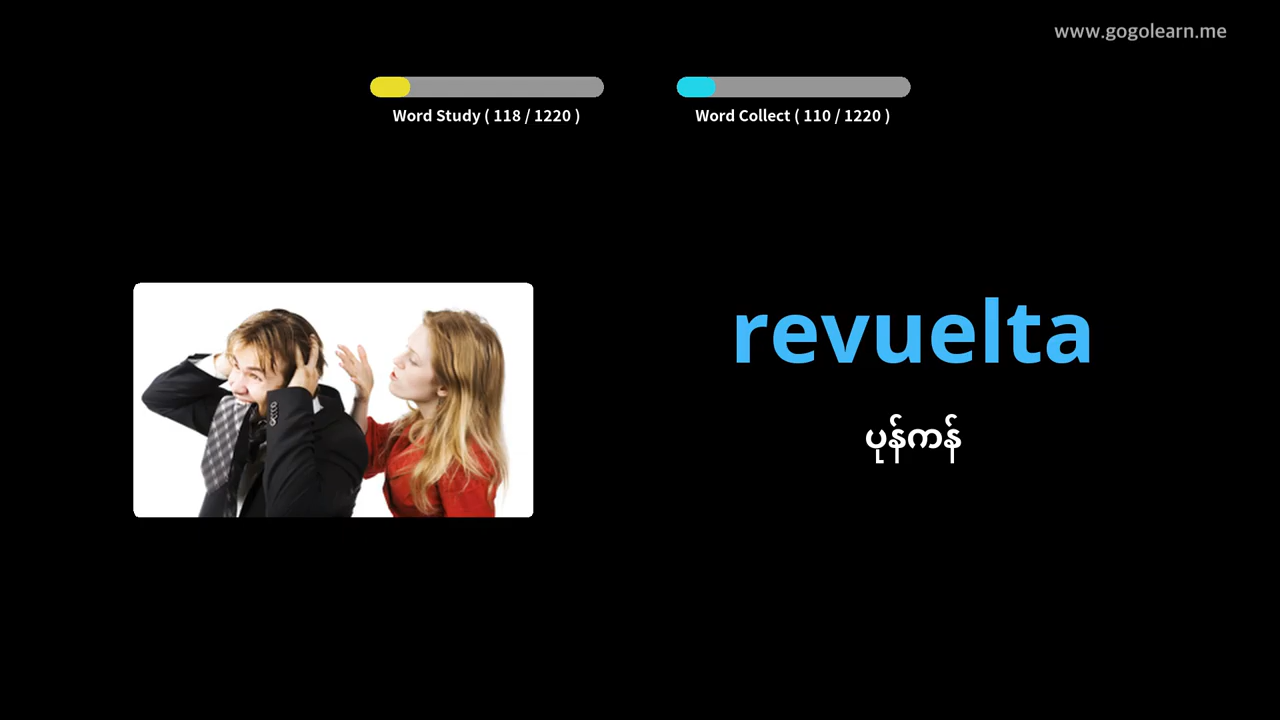 www.gogolearn.me
Word Study ( 118 / 1220 )
Word Collect ( 110 / 1220 )
revuelta
ပုန်ကန်